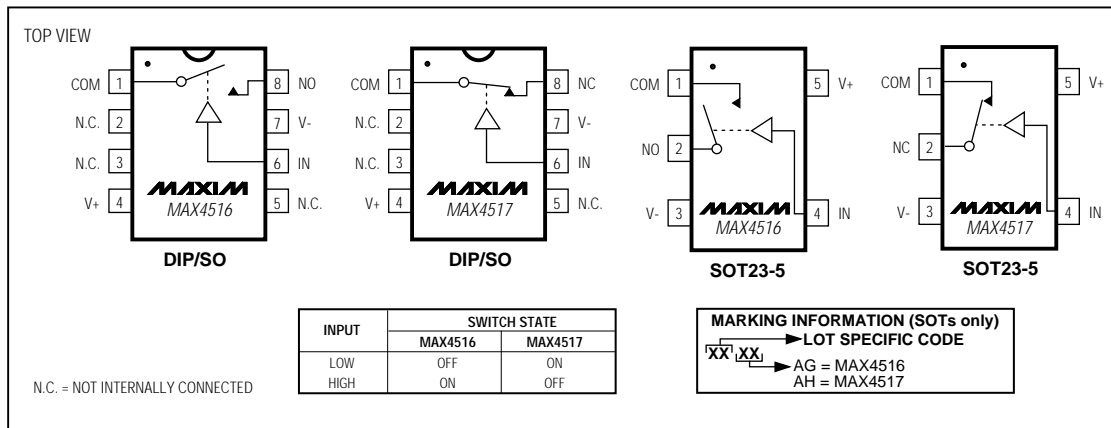 TOP VIEW
COM 1
N.C. 2
N.C. 3
V+ 4
8 NO
7 V-
6 IN
5 N.C.
MAXIM
MAX4516
DIP/SO
COM 1
N.C. 2
N.C. 3
V+ 4
8 NC
7 V-
6 IN
5 N.C.
MAXIM
MAX4517
DIP/SO
COM 1
NO 2
V- 3
5 V+
4 IN
MAXIM
MAX4516
SOT23-5
COM 1
NC 2
V- 3
5 V+
4 IN
MAXIM
MAX4517
SOT23-5
INPUT SWITCH STATE
MAX4516 MAX4517
LOW OFF ON
HIGH ON OFF
N.C. = NOT INTERNALLY CONNECTED
MARKING INFORMATION (SOTs only)
LOT SPECIFIC CODE
XX XX
AG = MAX4516
AH = MAX4517